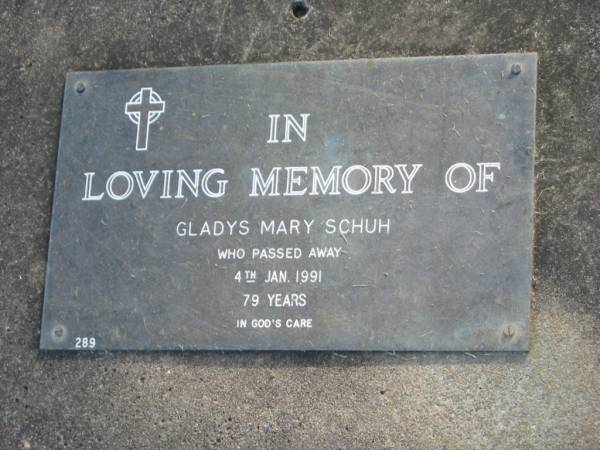 IN
LOVING MEMORY OF
GLADYS MARY SCHUH
WHO PASSED AWAY
4TH JAN. 1991
79 YEARS
IN GOD'S CARE
289